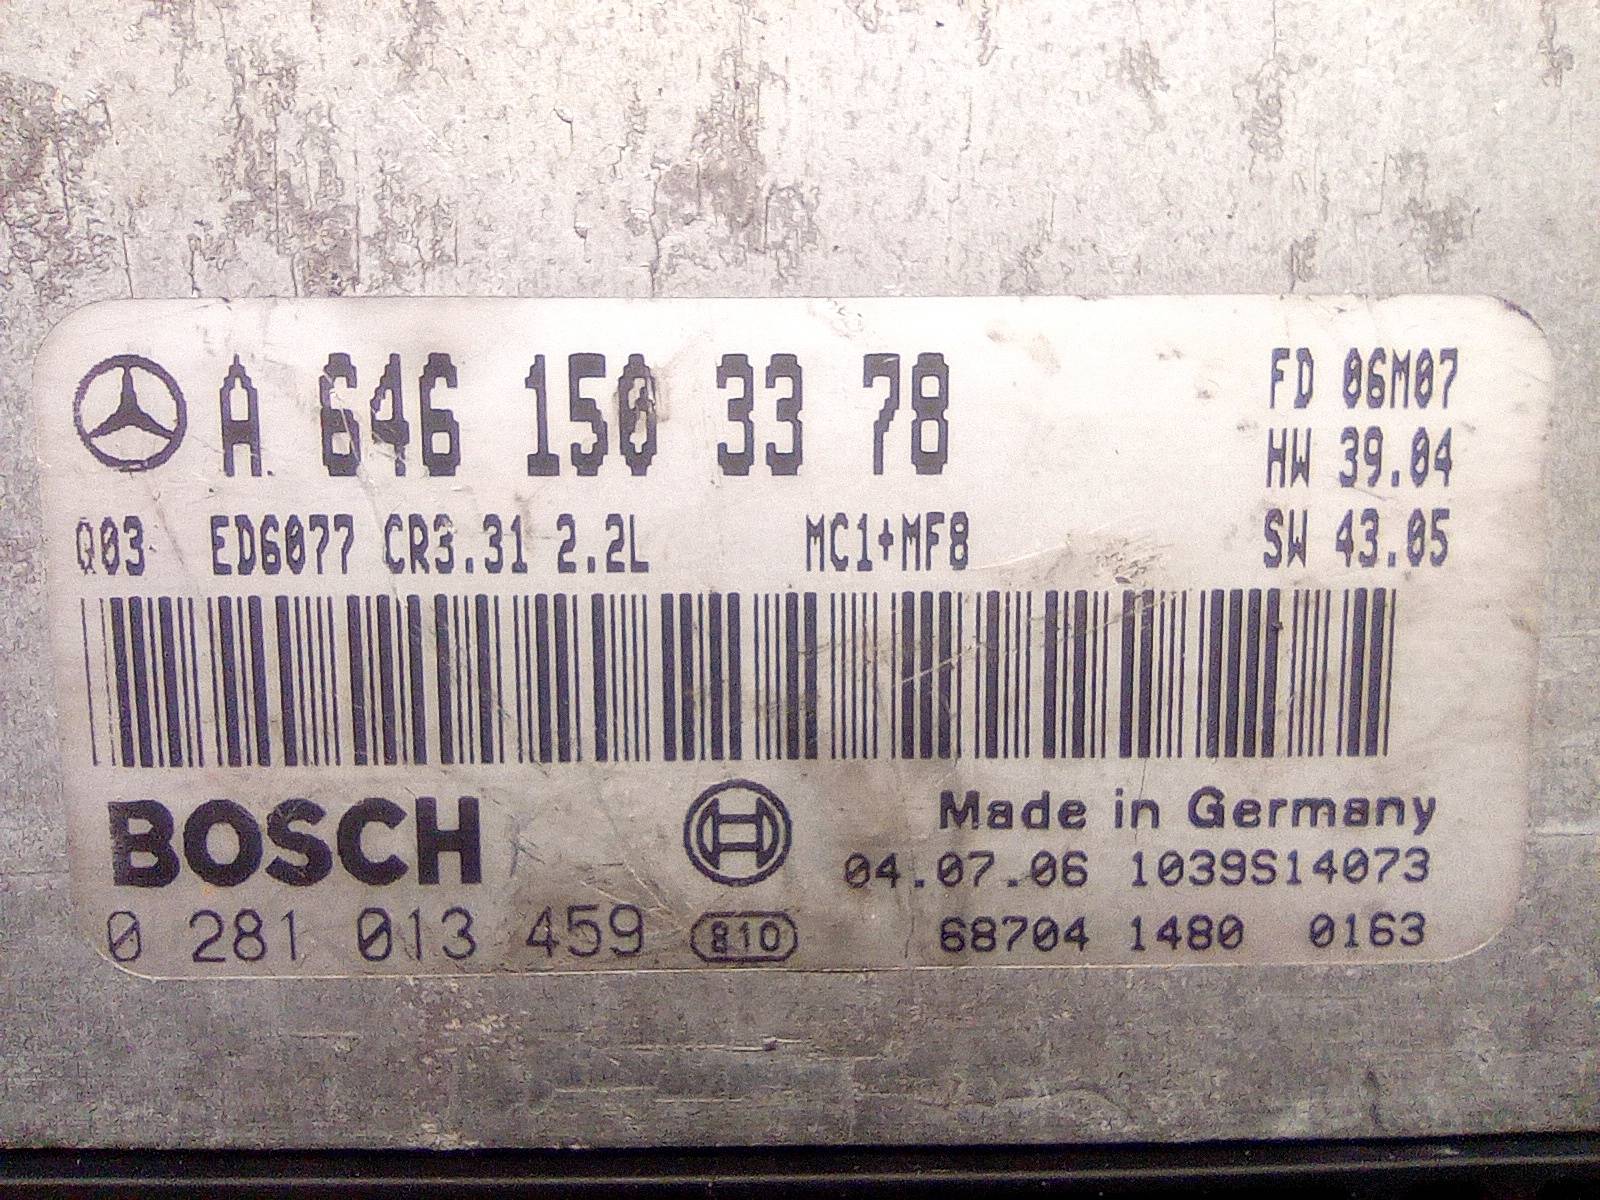 A 646 150 33 78 FD 06M07
HW 39.04
Q03 ED6077 CR3.31 2.2L MC1+MF8 SW 43.05
BOSCH Made in Germany
04.07.06 1039S14073
0 281 013 459 810 68704 1480 0163